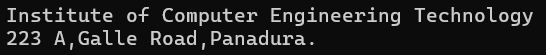 Institute of Computer Engineering Technology
223 A,Galle Road,Panadura.